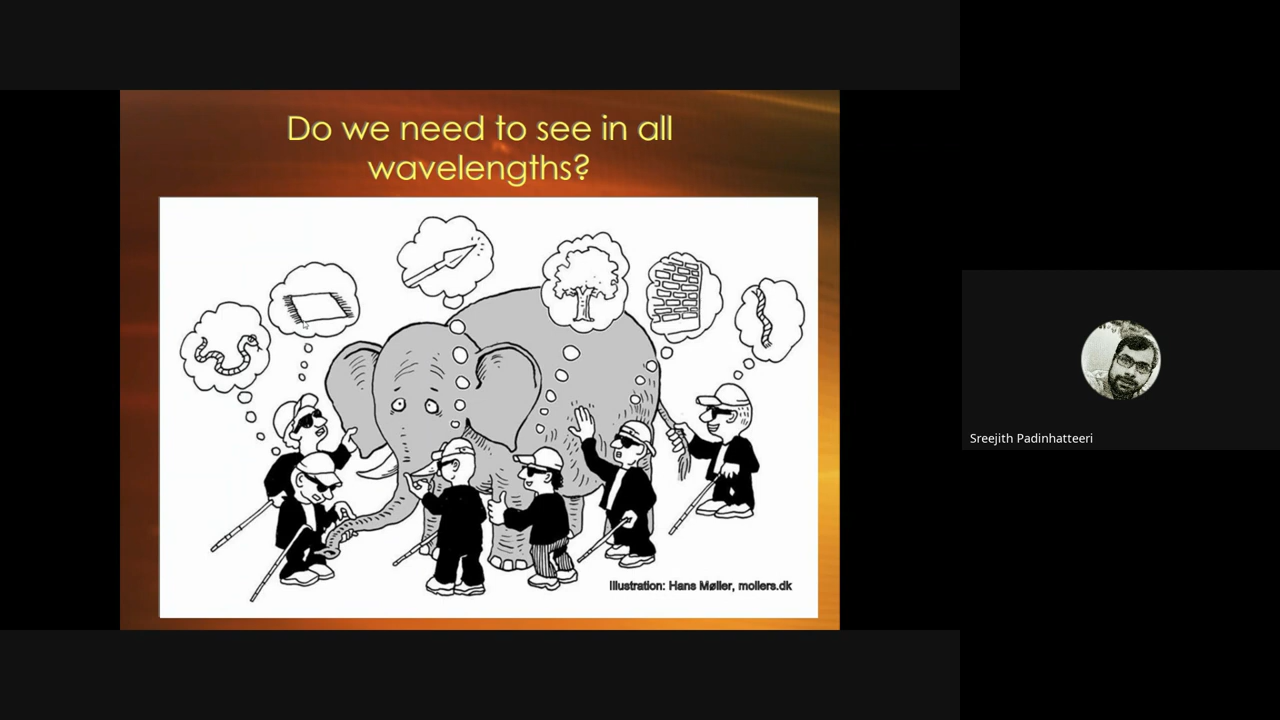 Do we need to see in all
wavelengths?
Illustration: Hans Møller, mollers.dk
Sreejith Padinhatteeri